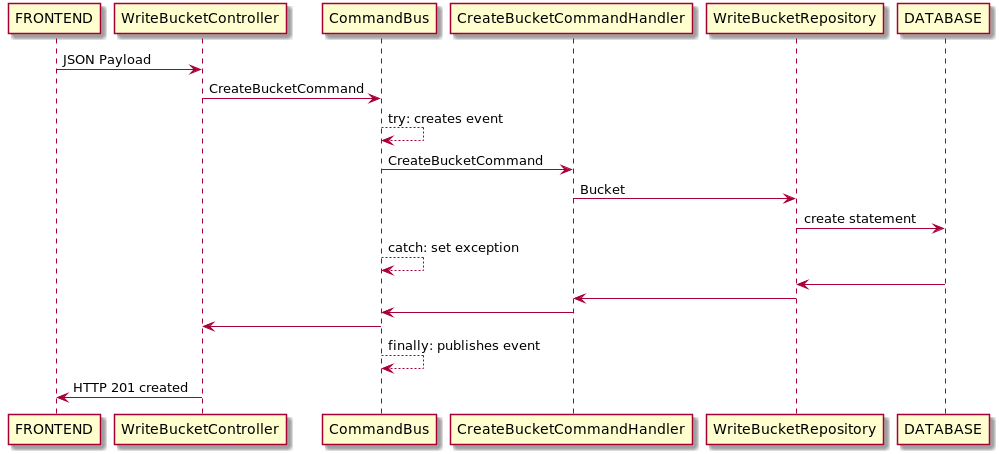 FRONTEND
WriteBucketController
CommandBus
CreateBucketCommandHandler
WriteBucketRepository
DATABASE
JSON Payload
CreateBucketCommand
try: creates event
CreateBucketCommand
Bucket
create statement
catch: set exception
finally: publishes event
HTTP 201 created
FRONTEND
WriteBucketController
CommandBus
CreateBucketCommandHandler
WriteBucketRepository
DATABASE